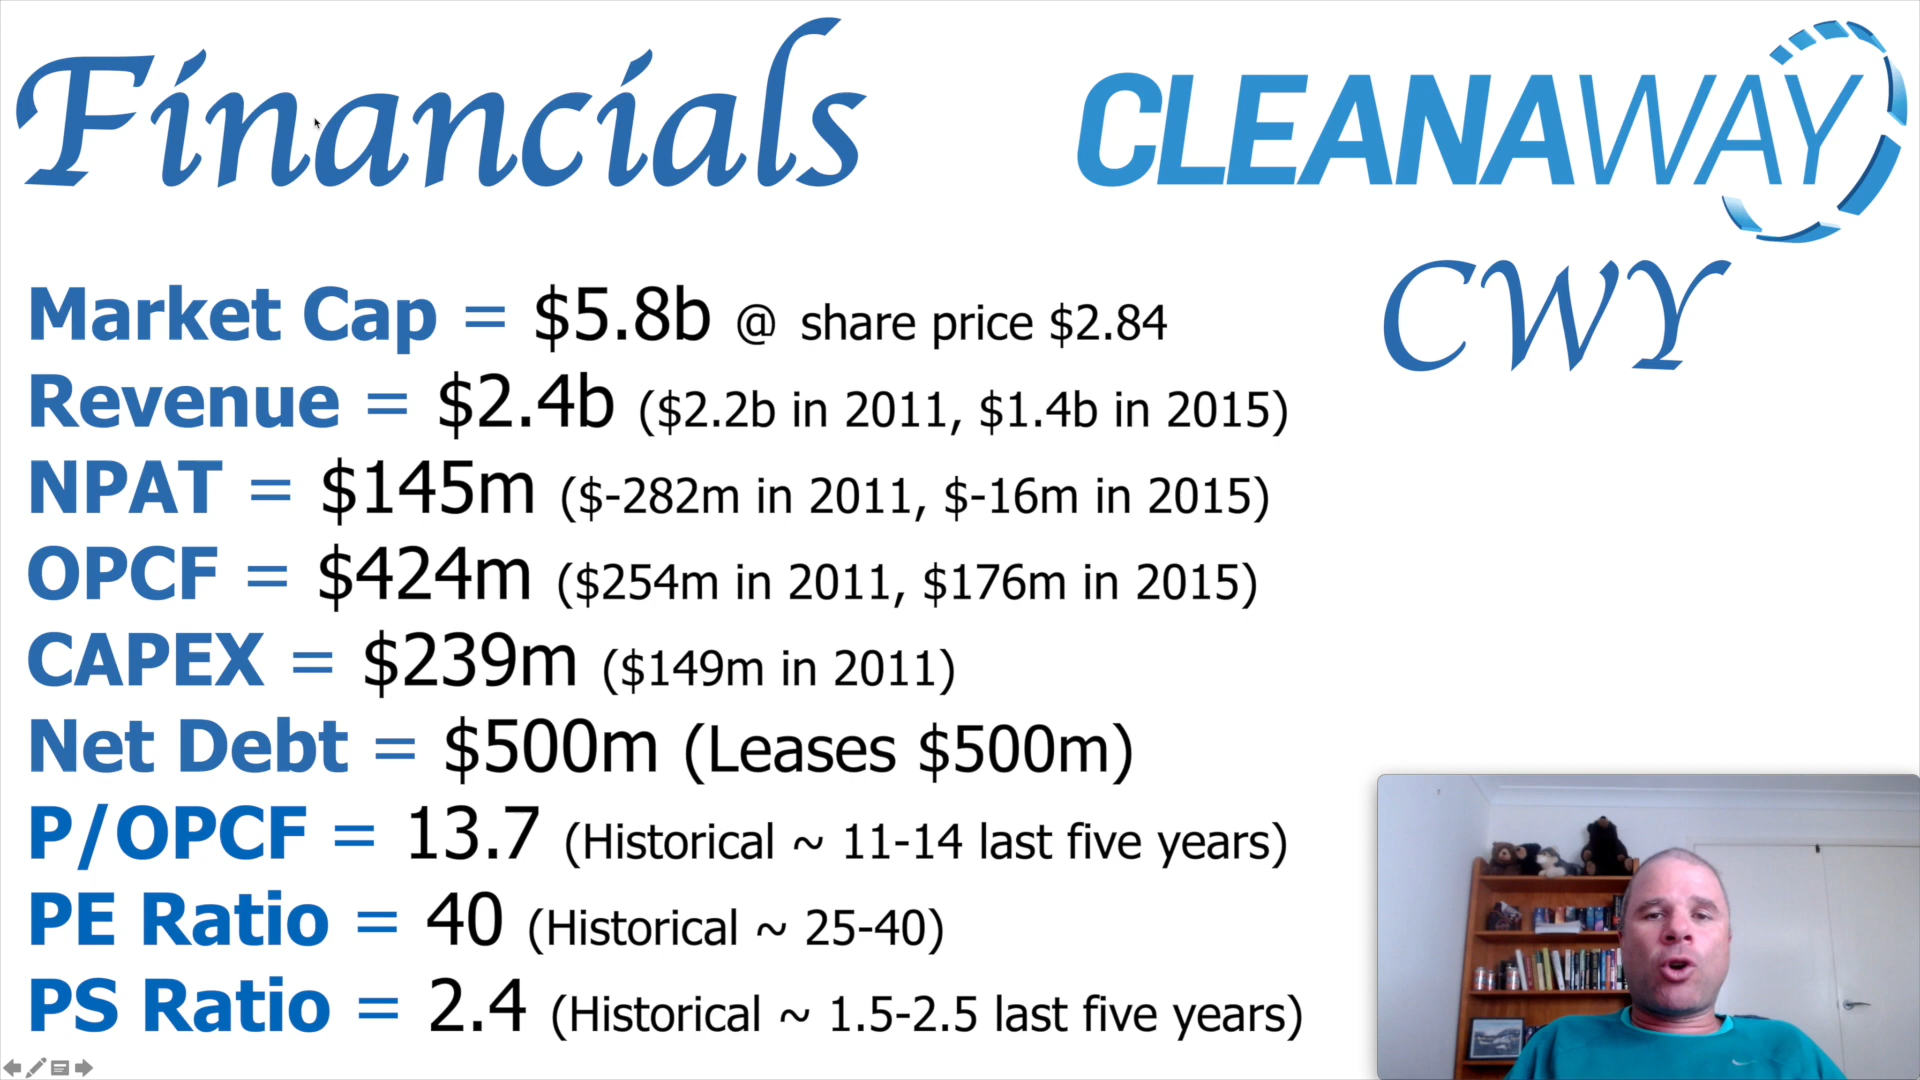 Financials
CLEANAWAY
CWY
Market Cap = $5.8b @ share price $2.84
Revenue = $2.4b ($2.2b in 2011, $1.4b in 2015)
NPAT = $145m ($-282m in 2011, $-16m in 2015)
OPCF = $424m ($254m in 2011, $176m in 2015)
CAPEX = $239m ($149m in 2011)
Net Debt = $500m (Leases $500m)
P/OPCF = 13.7 (Historical ~ 11-14 last five years)
PE Ratio = 40 (Historical ~ 25-40)
PS Ratio = 2.4 (Historical ~ 1.5-2.5 last five years)